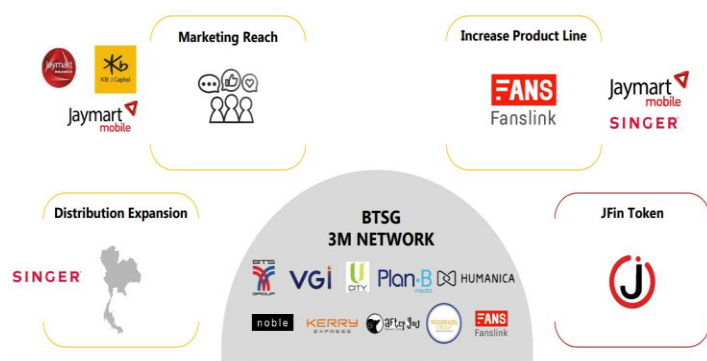 Marketing Reach
Jaymart
KB J Capital
Jaymart
mobile
Increase Product Line
FANS
Fanslink
Jaymart
mobile
SINGER
Distribution Expansion
SINGER
BTSG
3M NETWORK
BTS
GROUP
VGI
U
CITY
Plan B
media
HUMANICA
noble
KERRY
EXPRESS
after you
FANS
Fanslink
JFin Token
J